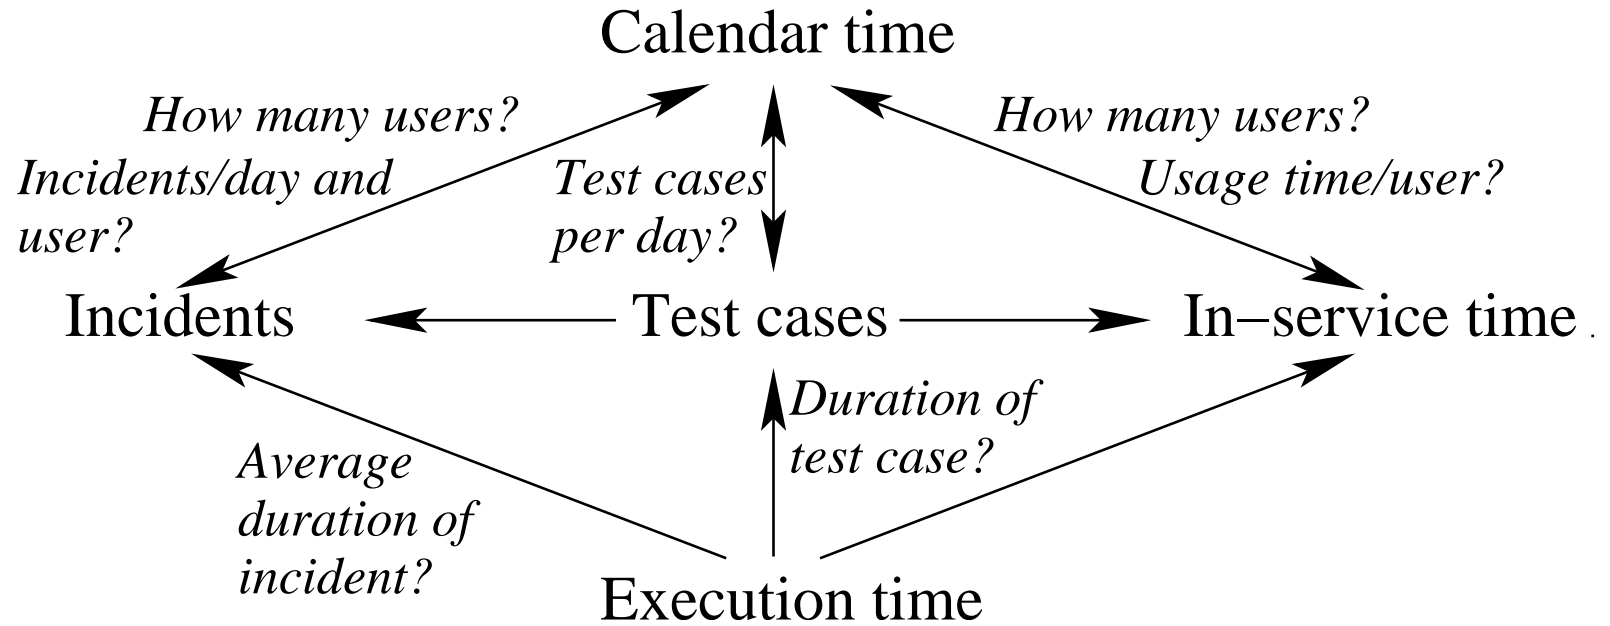 Calendar time
How many users?
Incidents/day and
user?
Test cases
per day?
How many users?
Usage time/user?
Incidents
Test cases
In–service time .
Average
duration of
incident?
Duration of
test case?
Execution time